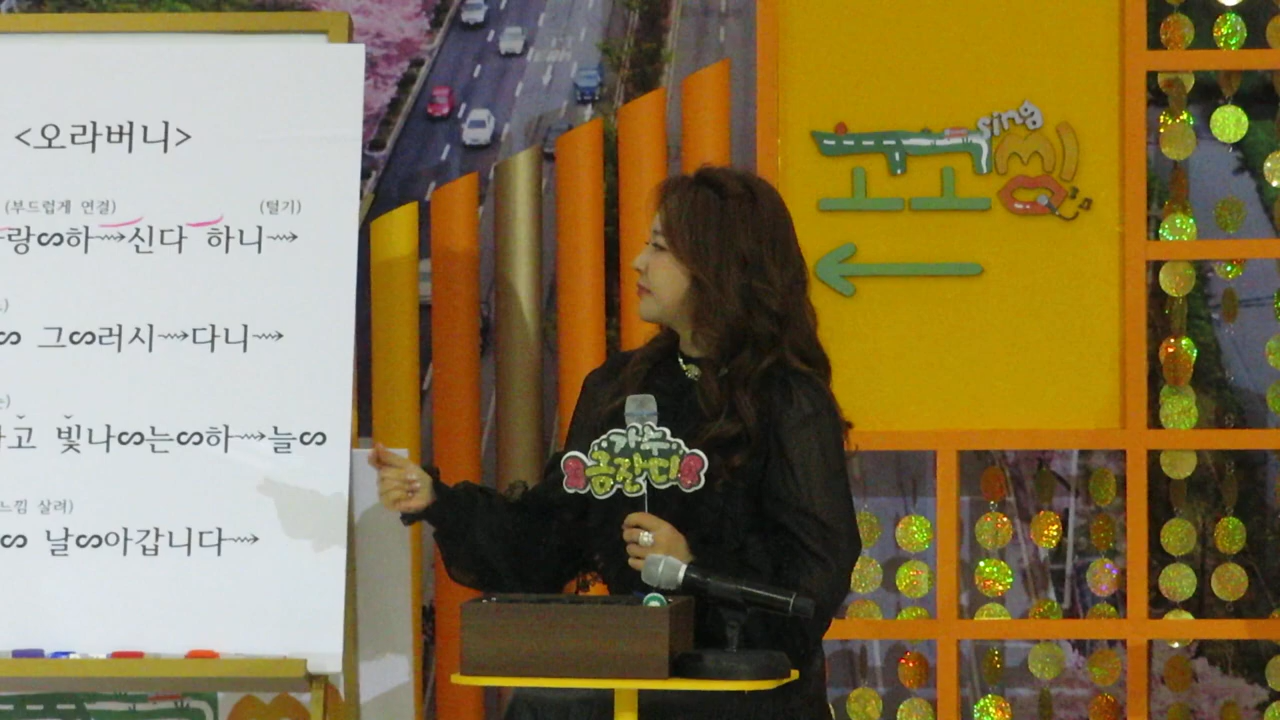 <오라버니>
(부드럽게 연결) (털기)
랑∽하⇝신다 하니⇝
∽ 그∽러시⇝다니⇝
고 빛나∽는∽하⇝늘∽
느낌 살려)
∽ 날∽아갑니다⇝
sing
고고
가수
금잔디